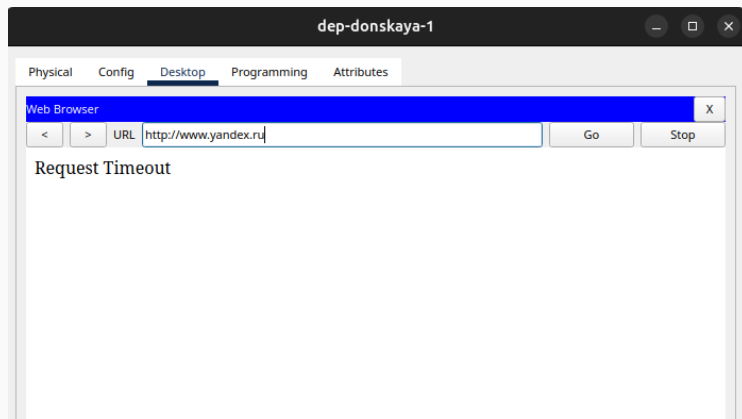 dep-donskaya-1
Physical Config Desktop Programming Attributes
Web Browser X
< > URL http://www.yandex.ru Go Stop
Request Timeout